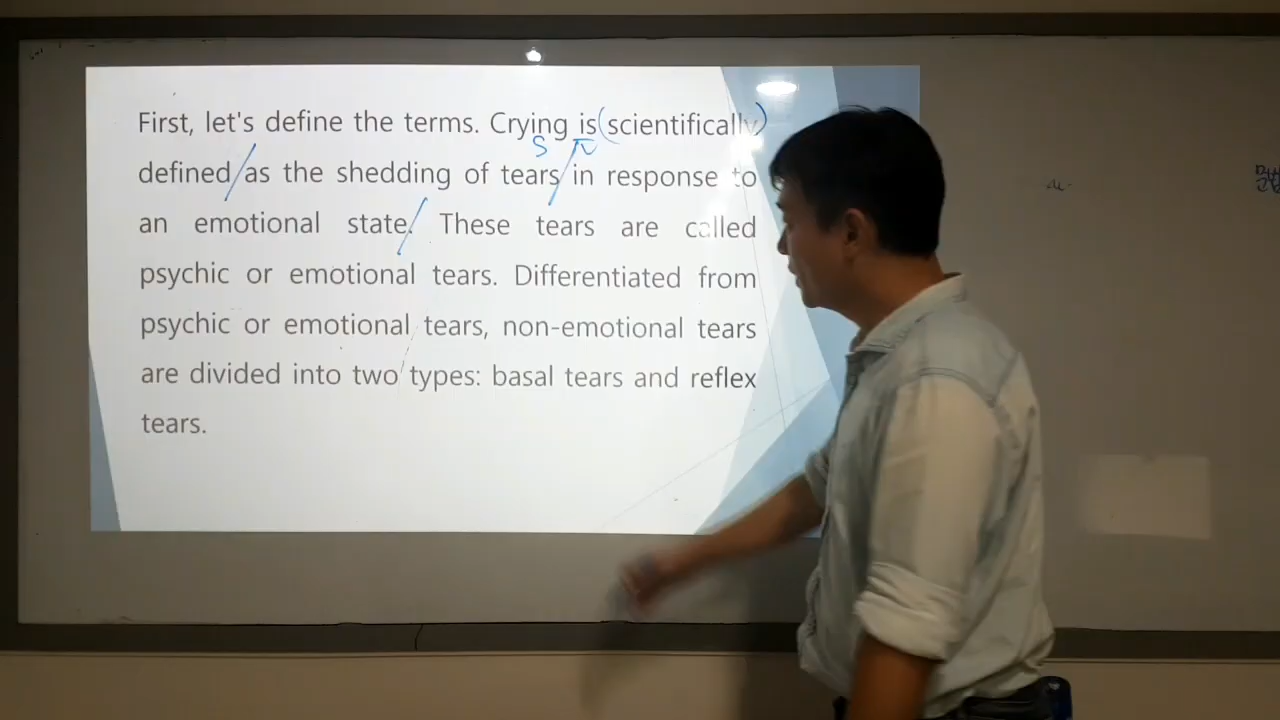 First, let's define the terms. Crying is (scientifically)
S V
defined / as the shedding of tears / in response to
an emotional state. / These tears are called
psychic or emotional tears. Differentiated from
psychic or emotional tears, non-emotional tears
are divided into two types: basal tears and reflex
tears.